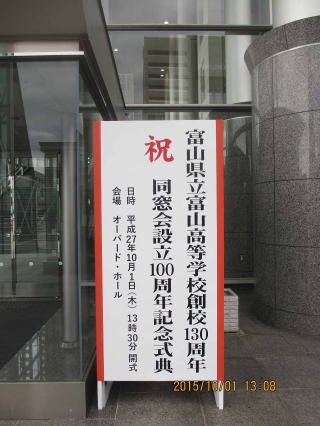 富山県立富山高等学校創校130周年
祝 同窓会設立100周年記念式典
日時 平成27年10月1日(木) 13時30分 開式
会場 オーバード・ホール
2015/10/01 13:08